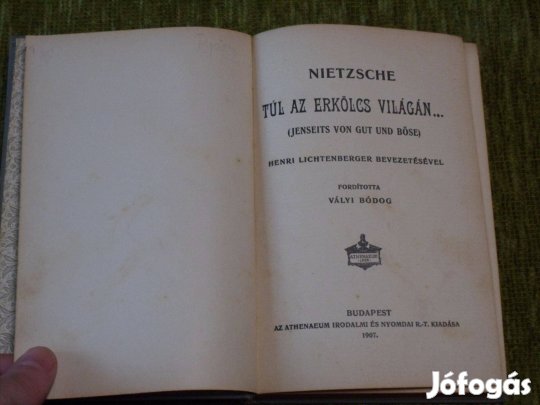 NIETZSCHE
TÚL AZ ERKÖLCS VILÁGÁN...
(JENSEITS VON GUT UND BÖSE)
HENRI LICHTENBERGER BEVEZETÉSÉVEL
FORDÍTOTTA
VÁLYI BÓDOG
ATHENAEUM
BUDAPEST
AZ ATHENAEUM IRODALMI ÉS NYOMDAI R.-T. KIADÁSA
1907.
Jófogás